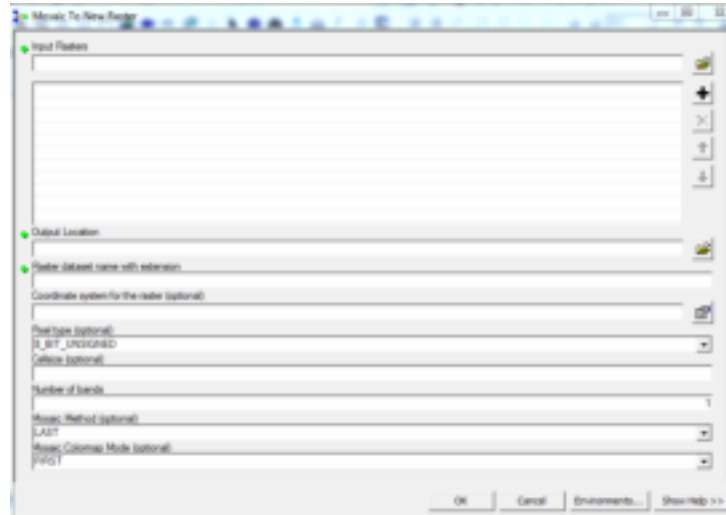 Mosaic To New Raster
Input Rasters
Output Location
Raster dataset name with extension
Coordinate system for the raster (optional)
Pixel type (optional)
8_BIT_UNSIGNED
Cellsize (optional)
Number of bands
1
Mosaic Method (optional)
LAST
Mosaic Colormap Mode (optional)
FIRST
OK Cancel Environments... Show Help >>